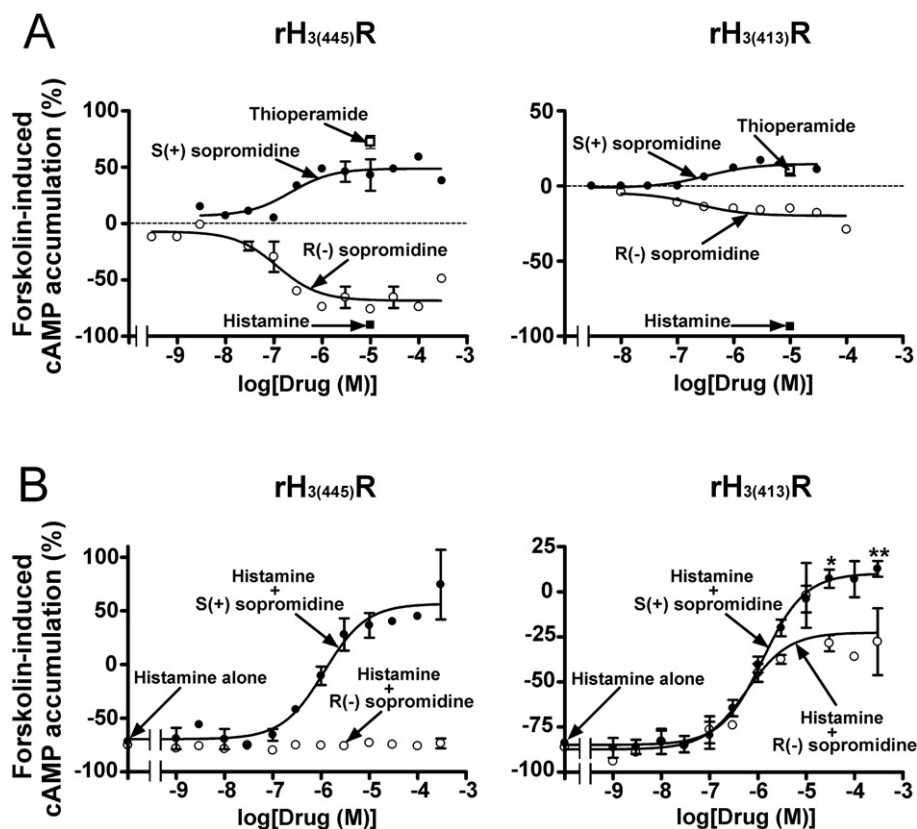 A
rH3(445)R
rH3(413)R
Forskolin-induced
cAMP accumulation (%)
100
50
0
-50
-100
Thioperamide
S(+) sopromidine
R(-) sopromidine
Histamine
-9 -8 -7 -6 -5 -4 -3
log[Drug (M)]
50
0
-50
-100
Thioperamide
S(+) sopromidine
R(-) sopromidine
Histamine
-8 -7 -6 -5 -4 -3
log[Drug (M)]
B
rH3(445)R
rH3(413)R
Forskolin-induced
cAMP accumulation (%)
100
50
0
-50
-100
Histamine
+
S(+) sopromidine
Histamine
+
R(-) sopromidine
Histamine alone
-9 -8 -7 -6 -5 -4 -3
log[Drug (M)]
25
0
-25
-50
-75
-100
* **
Histamine
+
S(+) sopromidine
Histamine alone
Histamine
+
R(-) sopromidine
-9 -8 -7 -6 -5 -4 -3
log[Drug (M)]